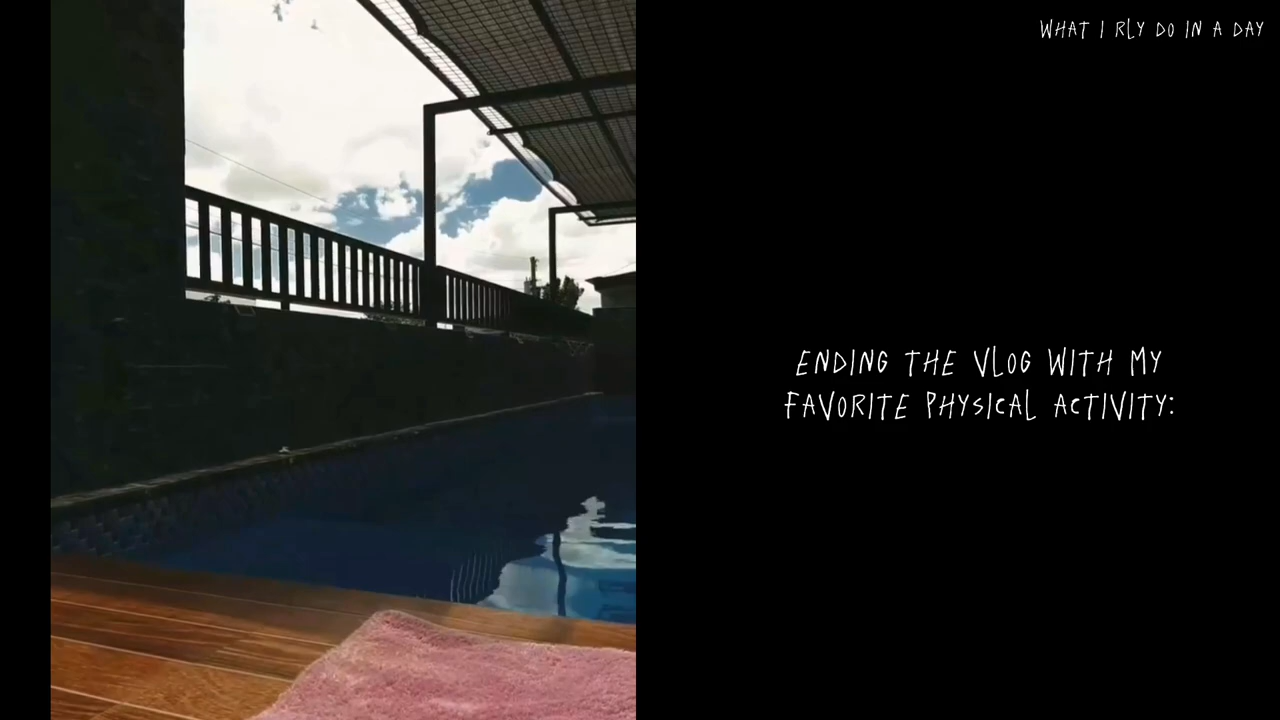 WHAT I RLY DO IN A DAY
ENDING THE VLOG WITH MY
FAVORITE PHYSICAL ACTIVITY: